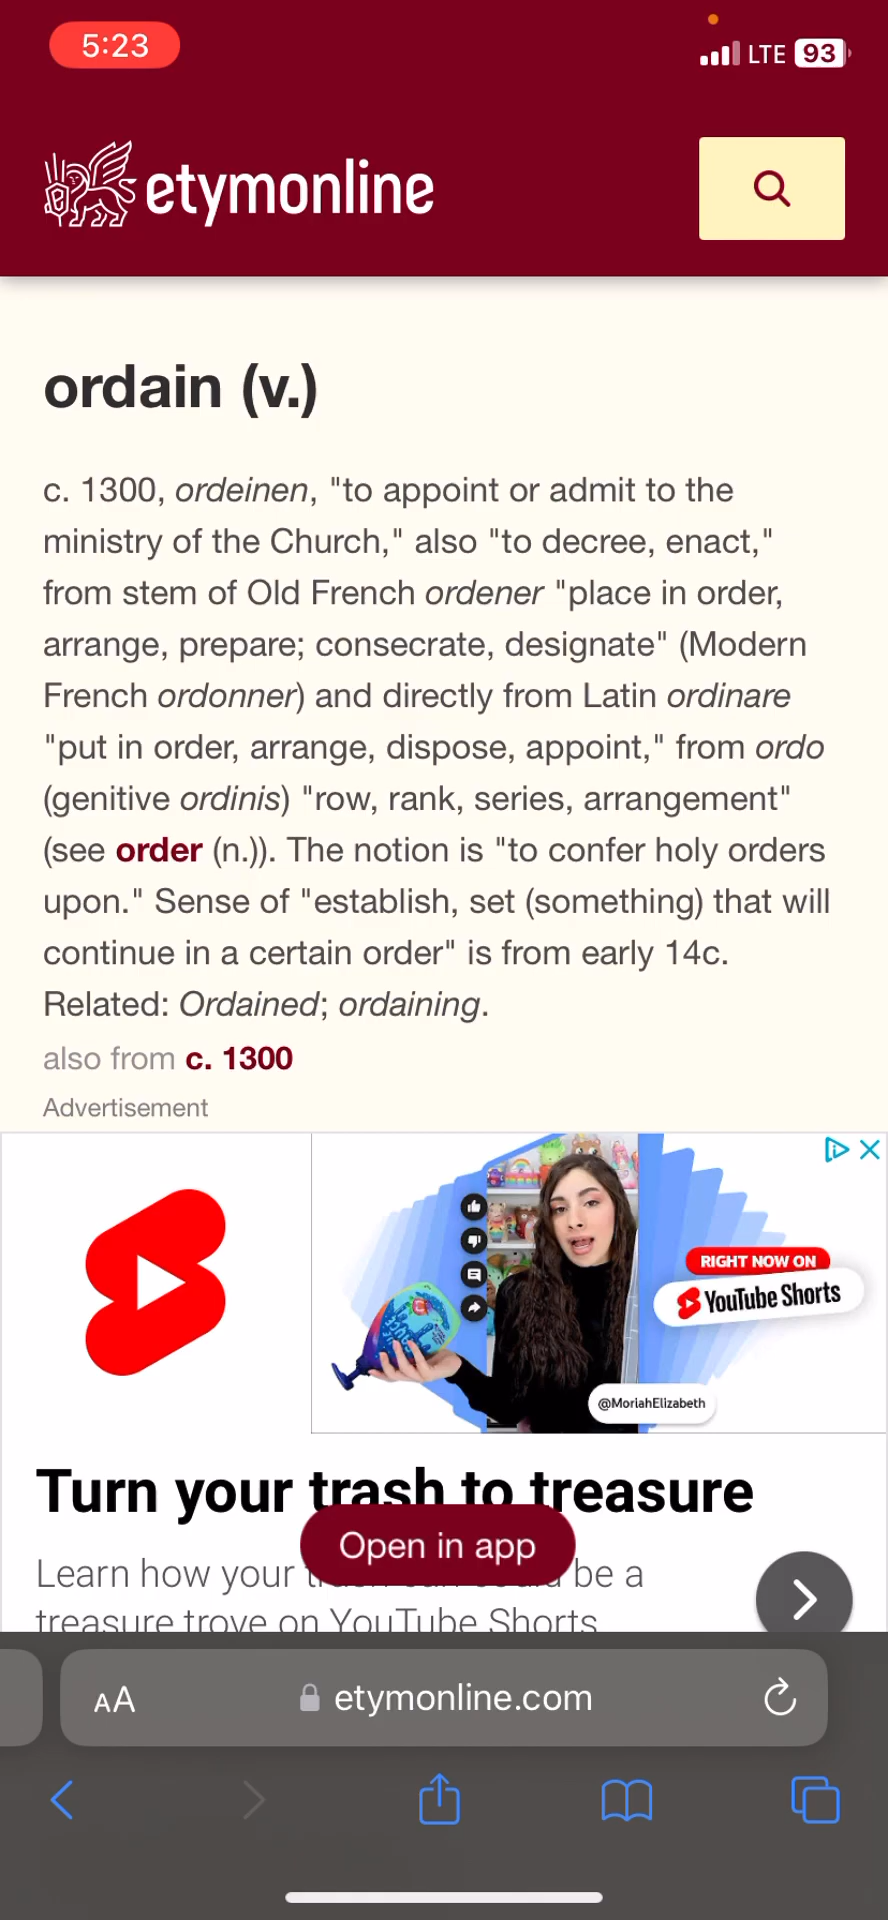 5:23
LTE 93
etymonline
ordain (v.)
c. 1300, ordeinen, "to appoint or admit to the
ministry of the Church," also "to decree, enact,"
from stem of Old French ordener "place in order,
arrange, prepare; consecrate, designate" (Modern
French ordonner) and directly from Latin ordinare
"put in order, arrange, dispose, appoint," from ordo
(genitive ordinis) "row, rank, series, arrangement"
(see order (n.)). The notion is "to confer holy orders
upon." Sense of "establish, set (something) that will
continue in a certain order" is from early 14c.
Related: Ordained; ordaining.
also from c. 1300
Advertisement
RIGHT NOW ON
YouTube Shorts
@MoriahElizabeth
Turn your trash to treasure
Open in app
Learn how your be a
treasure trove on YouTube Shorts
AA etymonline.com